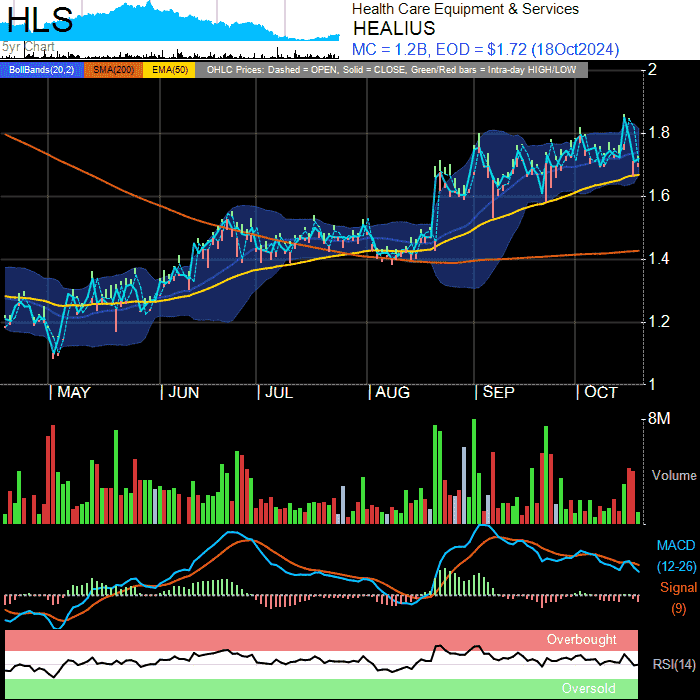 HLS
5yr Chart
Health Care Equipment & Services
HEALIUS
MC = 1.2B, EOD = $1.72 (18Oct2024)
BollBands(20,2) SMA(200) EMA(50) OHLC Prices: Dashed = OPEN, Solid = CLOSE, Green/Red bars = Intra-day HIGH/LOW
2
1.8
1.6
1.4
1.2
1
MAY JUN JUL AUG SEP OCT
8M
Volume
MACD
(12-26)
Signal
(9)
Overbought
RSI(14)
Oversold